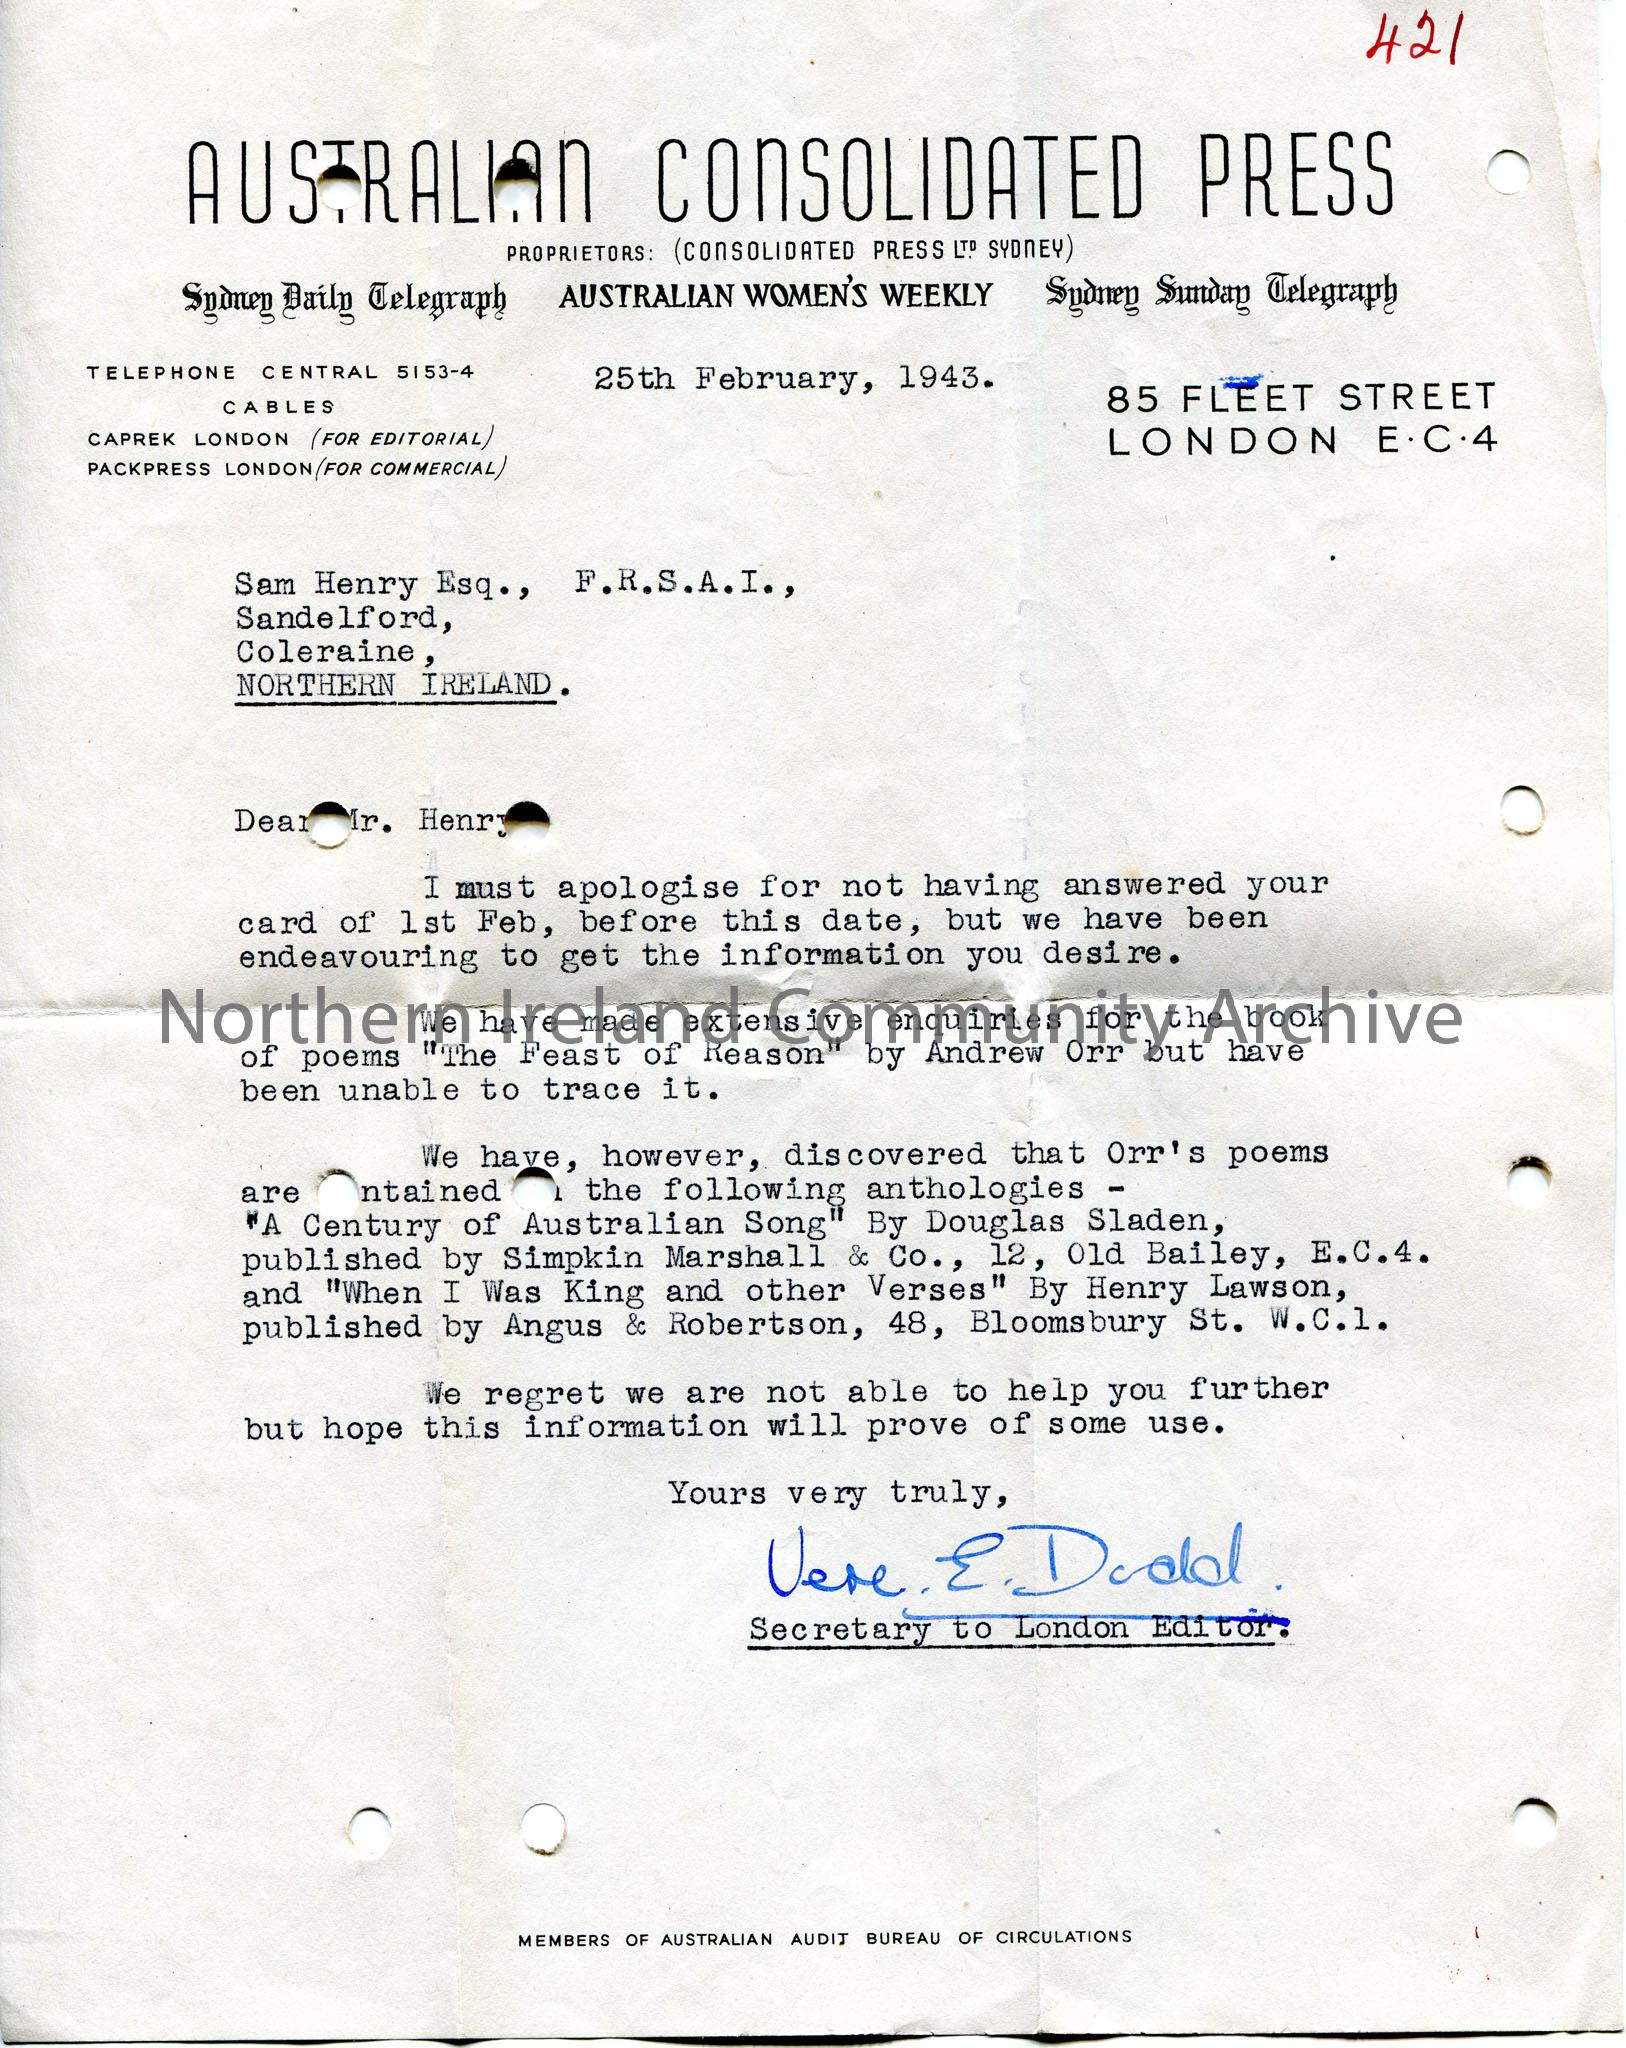 421
AUSTRALIAN CONSOLIDATED PRESS
PROPRIETORS: (CONSOLIDATED PRESS LTD. SYDNEY)
Sydney Daily Telegraph AUSTRALIAN WOMEN'S WEEKLY Sydney Sunday Telegraph
TELEPHONE CENTRAL 5153-4
CABLES
CAPREK LONDON (FOR EDITORIAL)
PACKPRESS LONDON (FOR COMMERCIAL)
25th February, 1943.
85 FLEET STREET
LONDON E·C·4
Sam Henry Esq., F.R.S.A.I.,
Sandelford,
Coleraine,
NORTHERN IRELAND.
Dear Mr. Henry
I must apologise for not having answered your
card of 1st Feb, before this date, but we have been
endeavouring to get the information you desire.
Northern Ireland Community Archive
We have made extensive enquiries for the book
of poems "The Feast of Reason" by Andrew Orr but have
been unable to trace it.
We have, however, discovered that Orr's poems
are ntained the following anthologies -
"A Century of Australian Song" By Douglas Sladen,
published by Simpkin Marshall & Co., 12, Old Bailey, E.C.4.
and "When I Was King and other Verses" By Henry Lawson,
published by Angus & Robertson, 48, Bloomsbury St. W.C.1.
We regret we are not able to help you further
but hope this information will prove of some use.
Yours very truly,
Vere. E. Dodd.
Secretary to London Editor.
MEMBERS OF AUSTRALIAN AUDIT BUREAU OF CIRCULATIONS